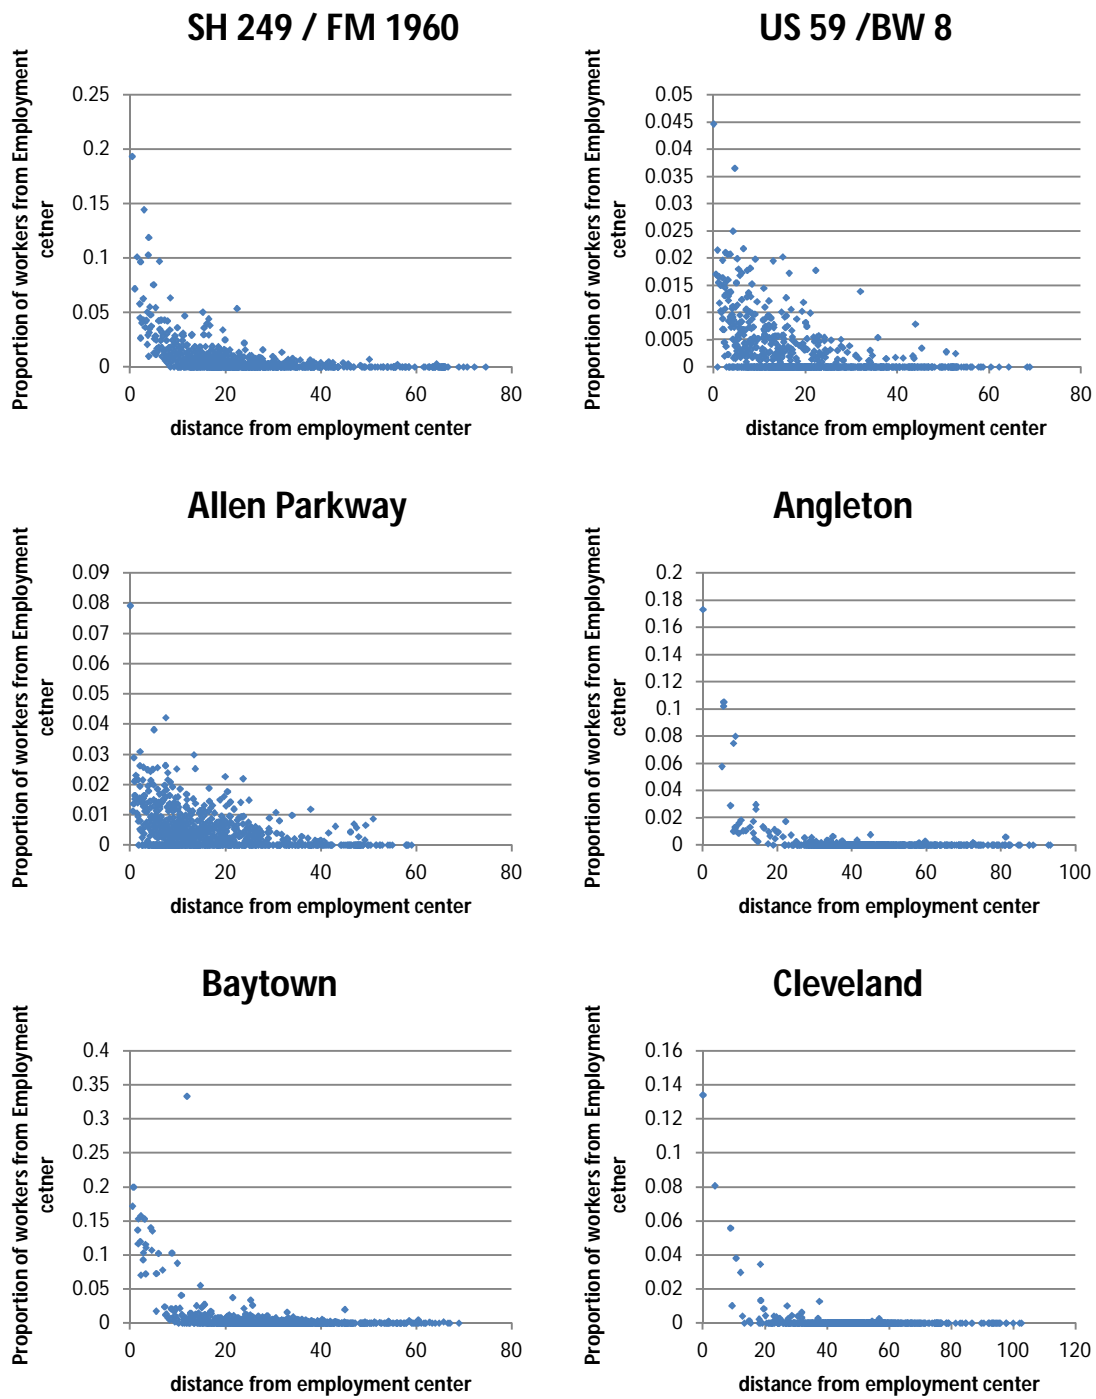 SH 249 / FM 1960
Proportion of workers from Employment
cetner
0.25
0.2
0.15
0.1
0.05
0
0 20 40 60 80
distance from employment center
US 59 /BW 8
Proportion of workers from Employment
cetner
0.05
0.045
0.04
0.035
0.03
0.025
0.02
0.015
0.01
0.005
0
0 20 40 60 80
distance from employment center
Allen Parkway
Proportion of workers from Employment
cetner
0.09
0.08
0.07
0.06
0.05
0.04
0.03
0.02
0.01
0
0 20 40 60 80
distance from employment center
Angleton
Proportion of workers from Employment
cetner
0.2
0.18
0.16
0.14
0.12
0.1
0.08
0.06
0.04
0.02
0
0 20 40 60 80 100
distance from employment center
Baytown
Proportion of workers from Employment
cetner
0.4
0.35
0.3
0.25
0.2
0.15
0.1
0.05
0
0 20 40 60 80
distance from employment center
Cleveland
Proportion of workers from Employment
cetner
0.16
0.14
0.12
0.1
0.08
0.06
0.04
0.02
0
0 20 40 60 80 100 120
distance from employment center